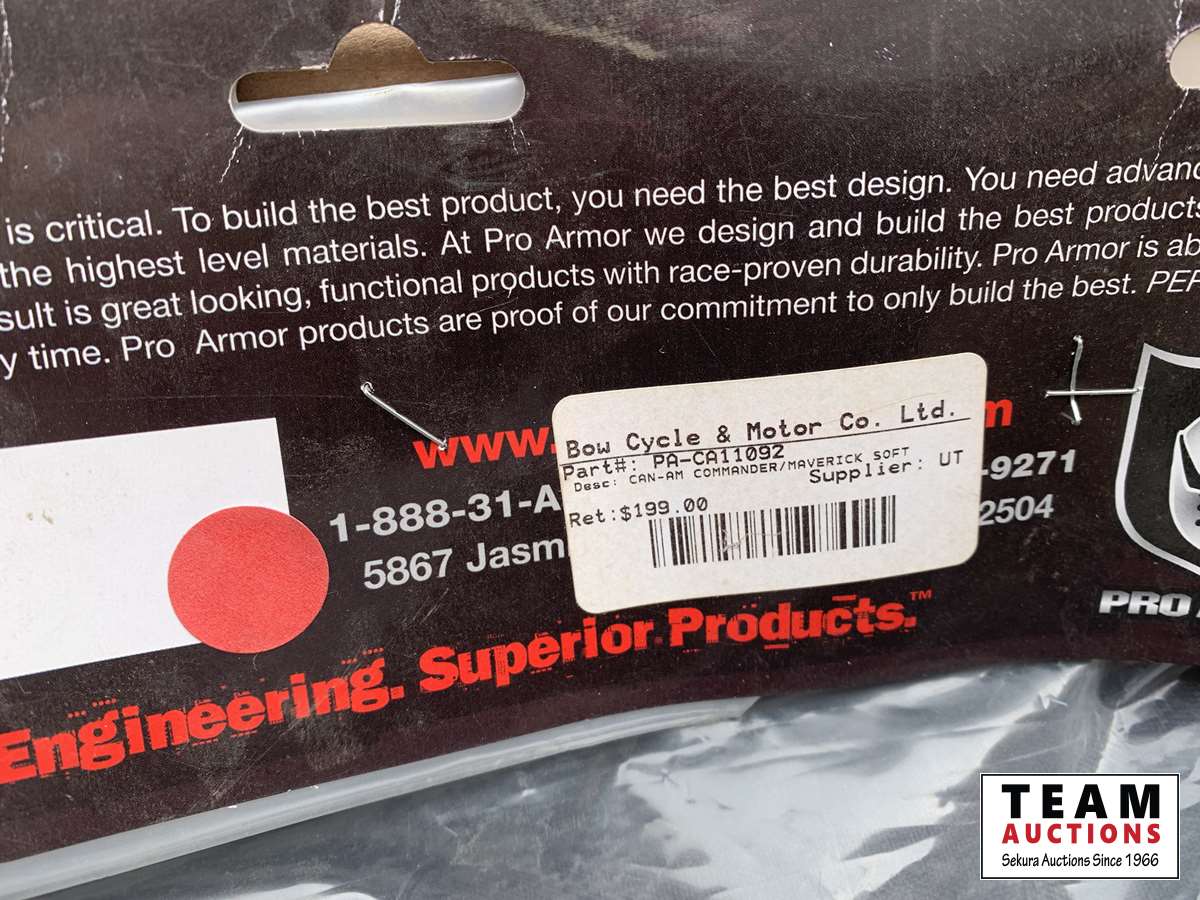 is critical. To build the best product, you need the best design. You need advanc
the highest level materials. At Pro Armor we design and build the best products
sult is great looking, functional products with race-proven durability. Pro Armor is ab
y time. Pro Armor products are proof of our commitment to only build the best. PER
www. m
Bow Cycle & Motor Co. Ltd.
Part#: PA-CA11092
Desc: CAN-AM COMMANDER/MAVERICK SOFT
Supplier: UT
Ret:$199.00
1-888-31-A -9271
5867 Jasm 2504
Engineering. Superior Products.™
PRO
TEAM
AUCTIONS
Sekura Auctions Since 1966